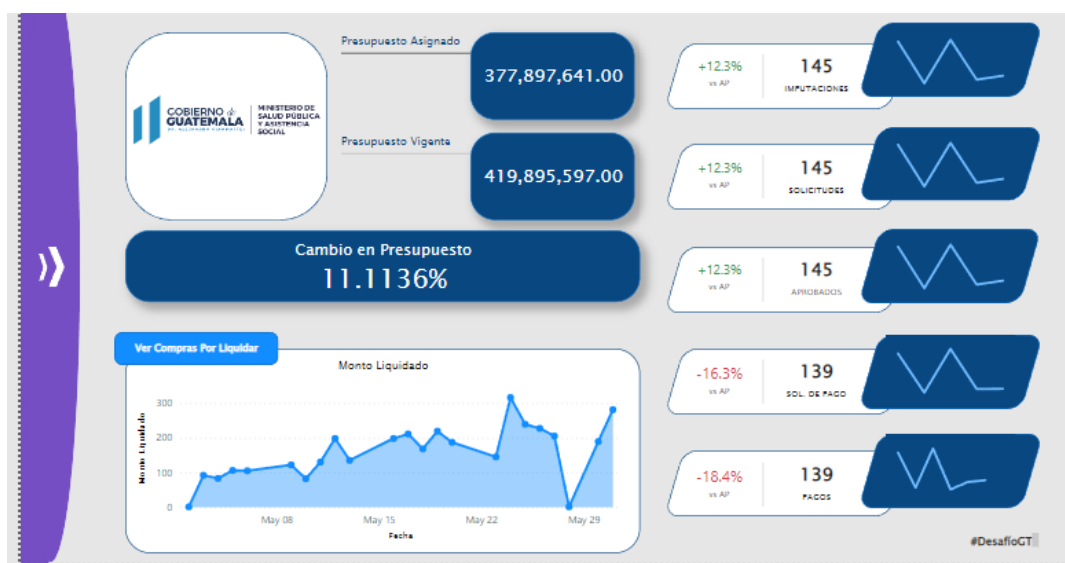 COBIERNO de
GUATEMALA
MINISTERIO DE
SALUD PÚBLICA
Y ASISTENCIA
SOCIAL
Presupuesto Asignado
377,897,641.00
Presupuesto Vigente
419,895,597.00
Cambio en Presupuesto
11.1136%
Ver Compras Por Liquidar
Monto Liquidado
Monto Liquidado
300
200
100
0
May 08
May 15
May 22
May 29
Fecha
+12.3%
vs AP
145
IMPUTACIONES
+12.3%
vs AP
145
SOLICITUDES
+12.3%
vs AP
145
APROBADOS
-16.3%
vs AP
139
SOL. DE PAGO
-18.4%
vs AP
139
PAGOS
#DesafíoGT